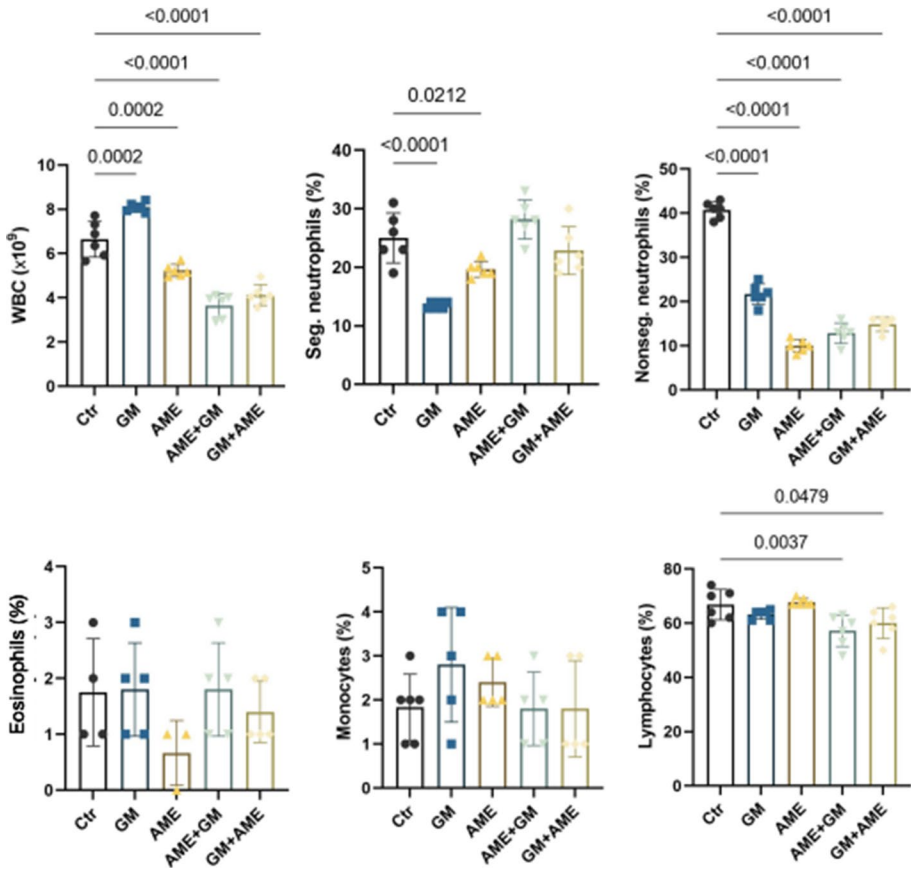 <0.0001
<0.0001
0.0002
0.0002
WBC (×10⁹)
10
8
6
4
2
0
Ctr
GM
AME
AME+GM
GM+AME
0.0212
<0.0001
Seg. neutrophils (%)
40
30
20
10
0
Ctr
GM
AME
AME+GM
GM+AME
<0.0001
<0.0001
<0.0001
<0.0001
Nonseg. neutrophils (%)
50
40
30
20
10
0
Ctr
GM
AME
AME+GM
GM+AME
Eosinophils (%)
4
3
2
1
0
Ctr
GM
AME
AME+GM
GM+AME
Monocytes (%)
5
4
3
2
1
0
Ctr
GM
AME
AME+GM
GM+AME
0.0479
0.0037
Lymphocytes (%)
80
60
40
20
0
Ctr
GM
AME
AME+GM
GM+AME